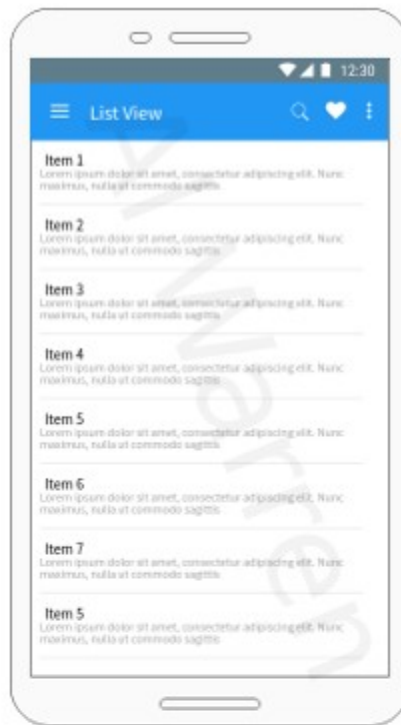 12:30
List View
Item 1
Lorem ipsum dolor sit amet, consectetur adipiscing elit. Nunc
maximus, nulla ut commodo sagittis
Item 2
Lorem ipsum dolor sit amet, consectetur adipiscing elit. Nunc
maximus, nulla ut commodo sagittis
Item 3
Lorem ipsum dolor sit amet, consectetur adipiscing elit. Nunc
maximus, nulla ut commodo sagittis
Item 4
Lorem ipsum dolor sit amet, consectetur adipiscing elit. Nunc
maximus, nulla ut commodo sagittis
Item 5
Lorem ipsum dolor sit amet, consectetur adipiscing elit. Nunc
maximus, nulla ut commodo sagittis
Item 6
Lorem ipsum dolor sit amet, consectetur adipiscing elit. Nunc
maximus, nulla ut commodo sagittis
Item 7
Lorem ipsum dolor sit amet, consectetur adipiscing elit. Nunc
maximus, nulla ut commodo sagittis
Item 5
Lorem ipsum dolor sit amet, consectetur adipiscing elit. Nunc
maximus, nulla ut commodo sagittis
Al Warren